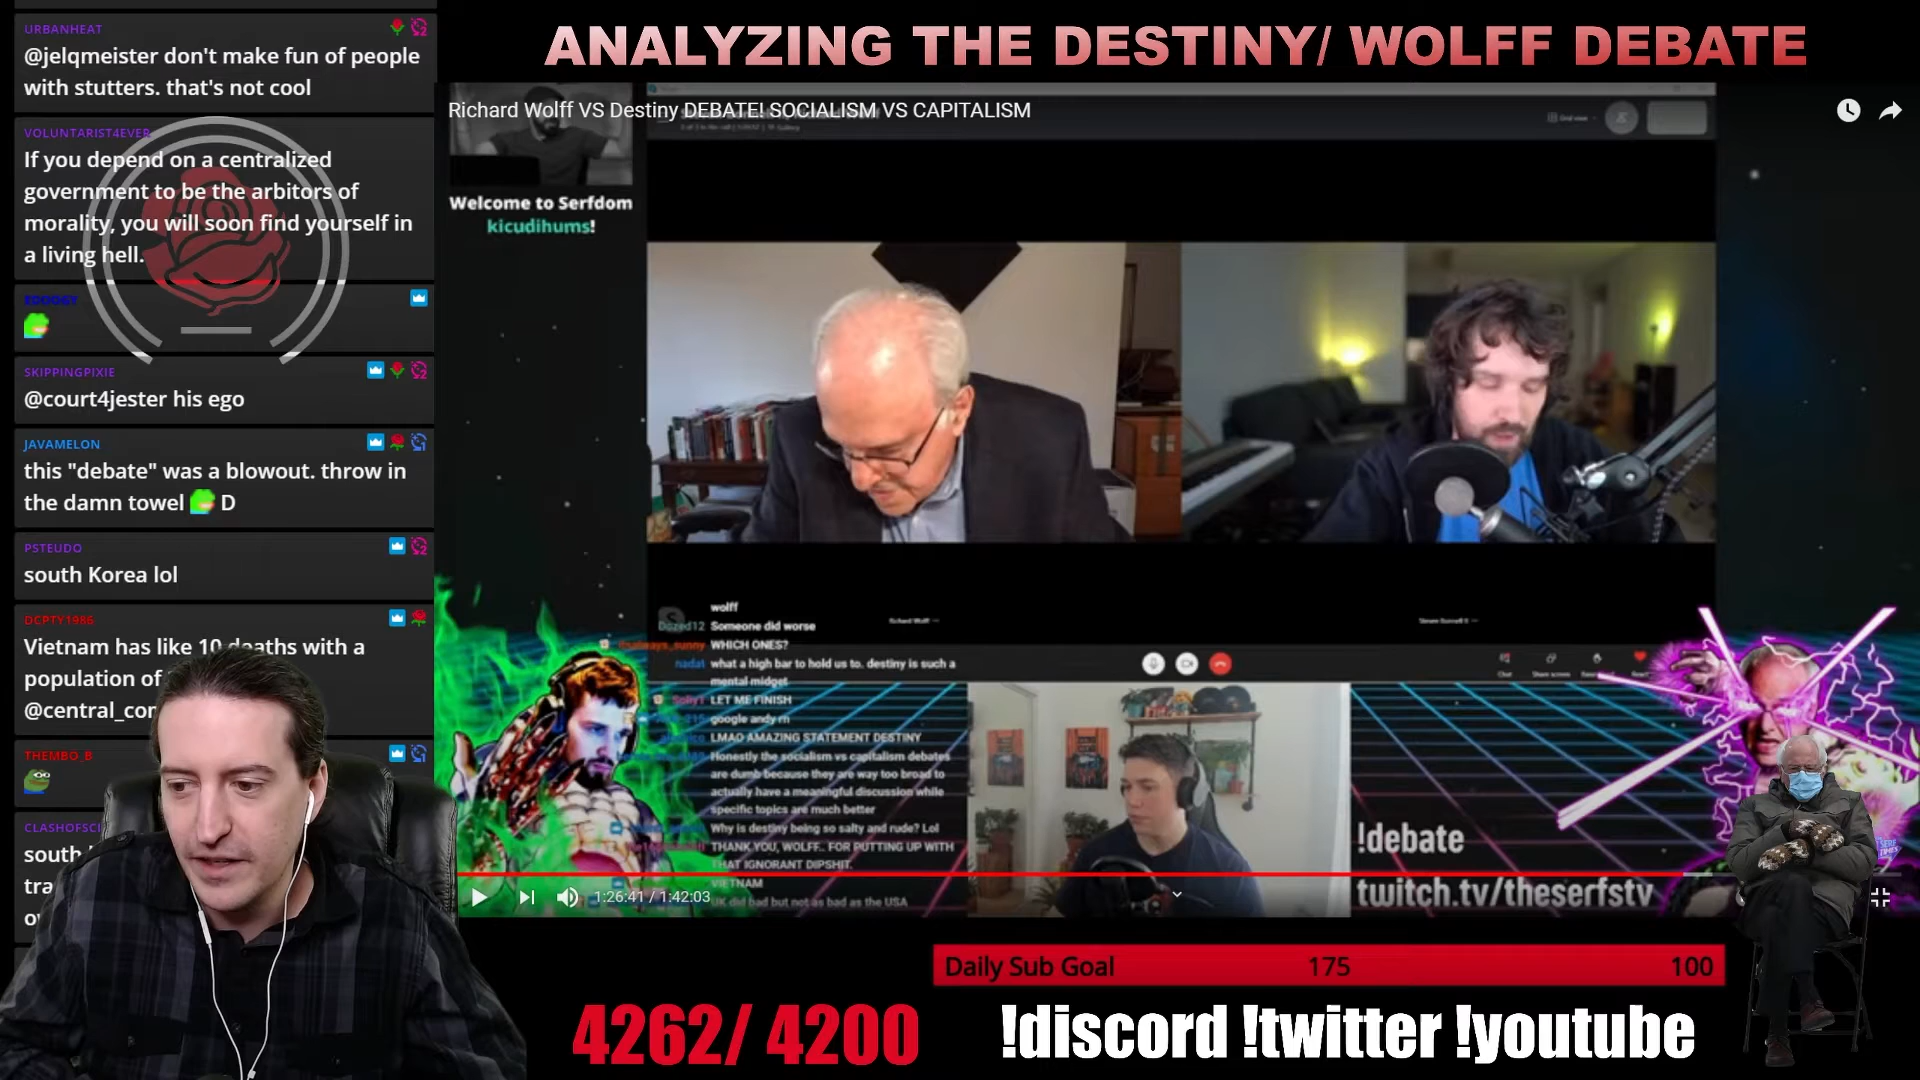 ANALYZING THE DESTINY/ WOLFF DEBATE
URBANHEAT
@jelqmeister don't make fun of people
with stutters. that's not cool
VOLUNTARIST4EVER
If you depend on a centralized
government to be the arbitors of
morality, you will soon find yourself in
a living hell.
SKIPPINGPIXIE
@court4jester his ego
JAVAMELON
this "debate" was a blowout. throw in
the damn towel D
PSTEUDO
south Korea lol
DCPTY1986
Vietnam has like 10 deaths with a
population of
@central_cor
THEMBO_B
CLASHOFSCI
south
tra
Richard Wolff VS Destiny DEBATE! SOCIALISM VS CAPITALISM
Welcome to Serfdom
kicudihums!
wolff
Dozed12 Someone did worse
WHICH ONES?
nadat what a high bar to hold us to. destiny is such a
mental midget
LET ME FINISH
google andy rn
LMAO AMAZING STATEMENT DESTINY
Honestly the socialism vs capitalism debates
are dumb because they are way too broad to
actually have a meaningful discussion while
specific topics are much better
Why is destiny being so salty and rude? Lol
THANK YOU, WOLFF.. FOR PUTTING UP WITH
THAT IGNORANT DIPSHIT.
VIETNAM
UK did bad but not as bad as the USA
1:26:41 / 1:42:03
!debate
twitch.tv/theserfstv
Daily Sub Goal 175 100
4262/ 4200
!discord !twitter !youtube